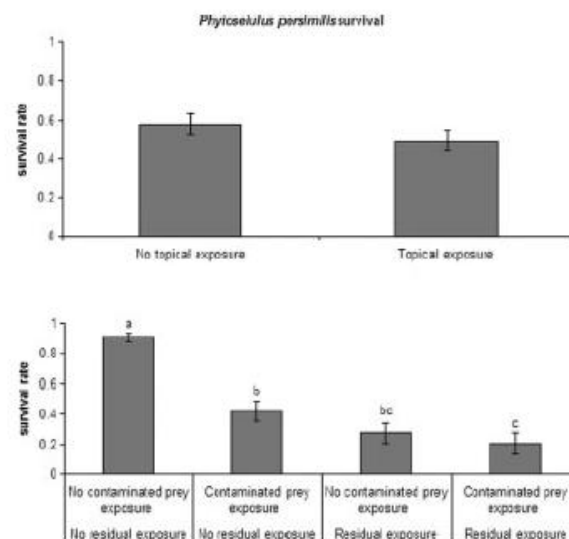 Phytoseiulus persimilis survival
1
0.8
0.6
0.4
0.2
0
survival rate
No topical exposure Topical exposure
1
0.8
0.6
0.4
0.2
0
survival rate
a
b
bc
c
No contaminated prey exposure
Contaminated prey exposure
No contaminated prey exposure
Contaminated prey exposure
No residual exposure No residual exposure Residual exposure Residual exposure